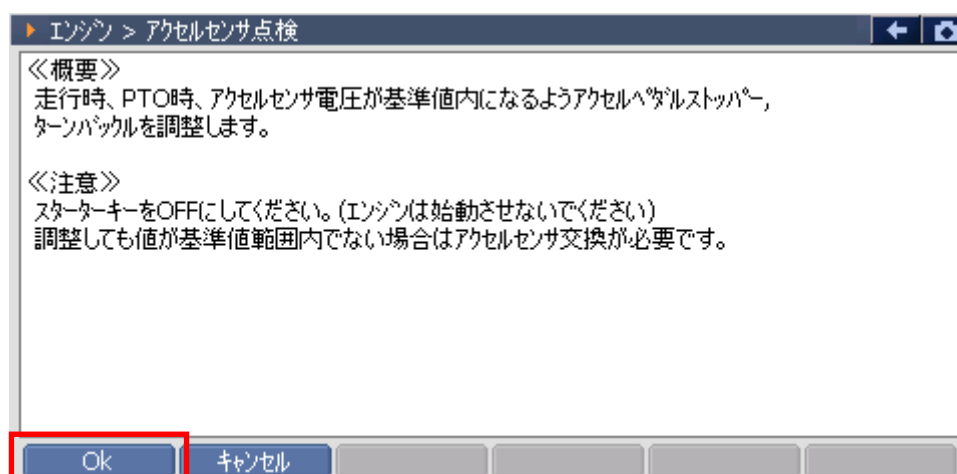 エンジン > アクセルセンサ点検
≪概要≫
走行時、PTO時、アクセルセンサ電圧が基準値内になるようアクセルペダルストッパー,
ターンバックルを調整します。
≪注意≫
スターターキーをOFFにしてください。(エンジンは始動させないでください)
調整しても値が基準値範囲内でない場合はアクセルセンサ交換が必要です。
Ok
キャンセル